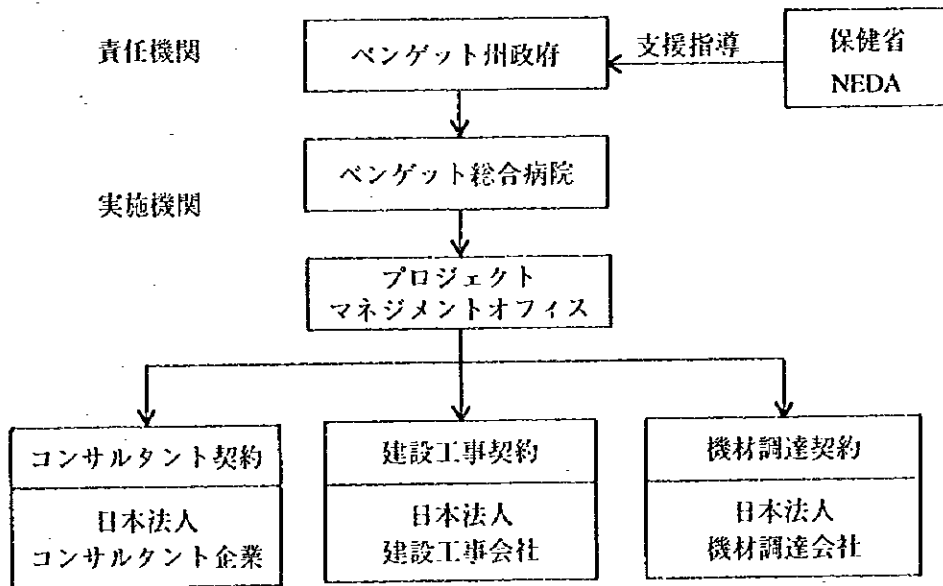 責任機関
ベンゲット州政府
支援指導
保健省
NEDA
ベンゲット総合病院
実施機関
プロジェクト
マネジメントオフィス
コンサルタント契約
日本法人
コンサルタント企業
建設工事契約
日本法人
建設工事会社
機材調達契約
日本法人
機材調達会社